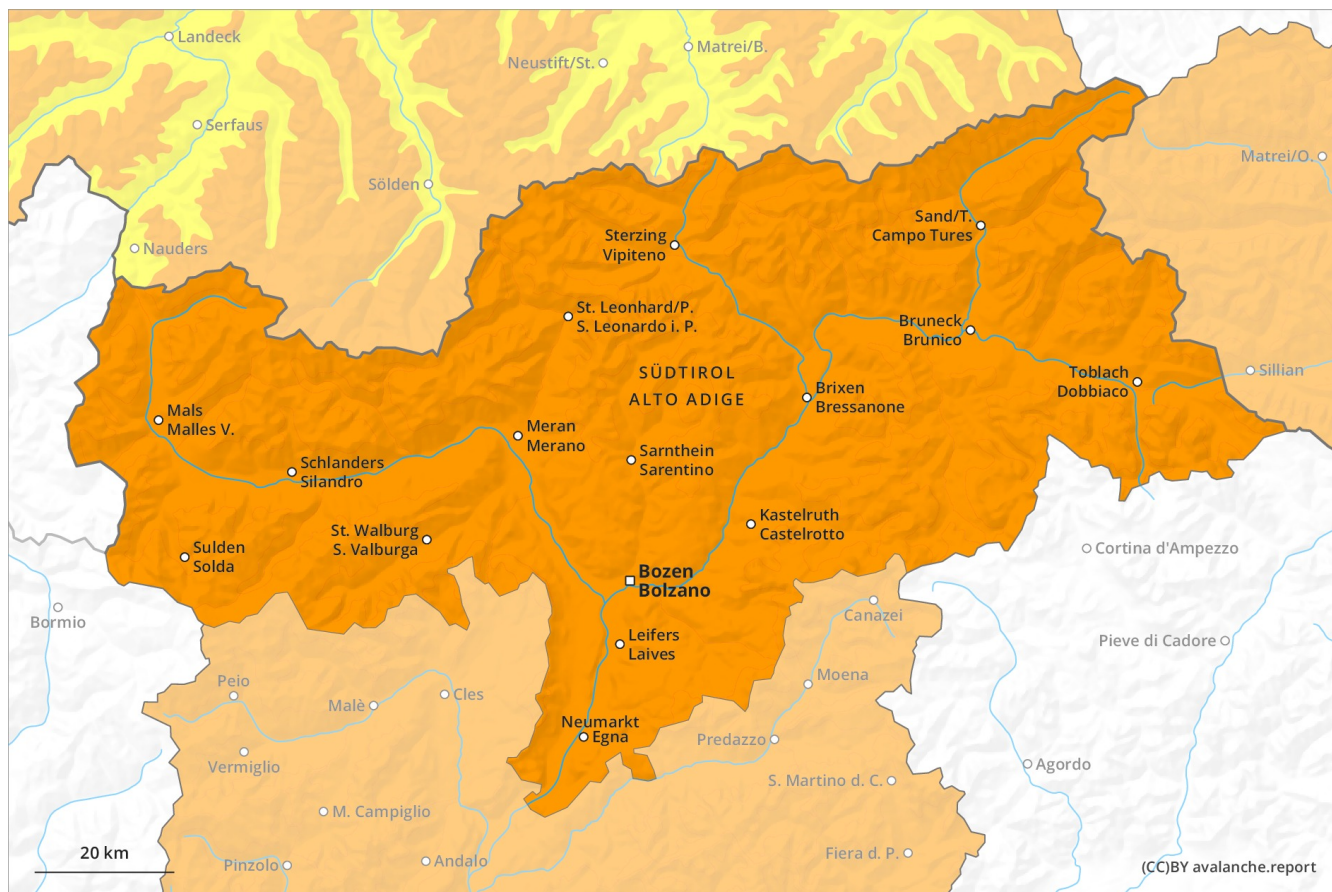 Landeck
Matrei/B.
Neustift/St.
Serfaus
Matrei/O.
Sölden
Nauders
Sand/T.
Campo Tures
Sterzing
Vipiteno
St. Leonhard/P.
S. Leonardo i. P.
Bruneck
Brunico
SÜDTIROL
ALTO ADIGE
Toblach
Dobbiaco
Sillian
Brixen
Bressanone
Mals
Malles V.
Meran
Merano
Sarnthein
Sarentino
Schlanders
Silandro
Kastelruth
Castelrotto
St. Walburg
S. Valburga
Sulden
Solda
Cortina d'Ampezzo
Bozen
Bolzano
Bormio
Canazei
Leifers
Laives
Pieve di Cadore
Peio
Moena
Malè
Cles
Neumarkt
Egna
Predazzo
Vermiglio
Agordo
S. Martino d. C.
M. Campiglio
20 km
Pinzolo
Andalo
Fiera d. P.
(CC)BY avalanche.report